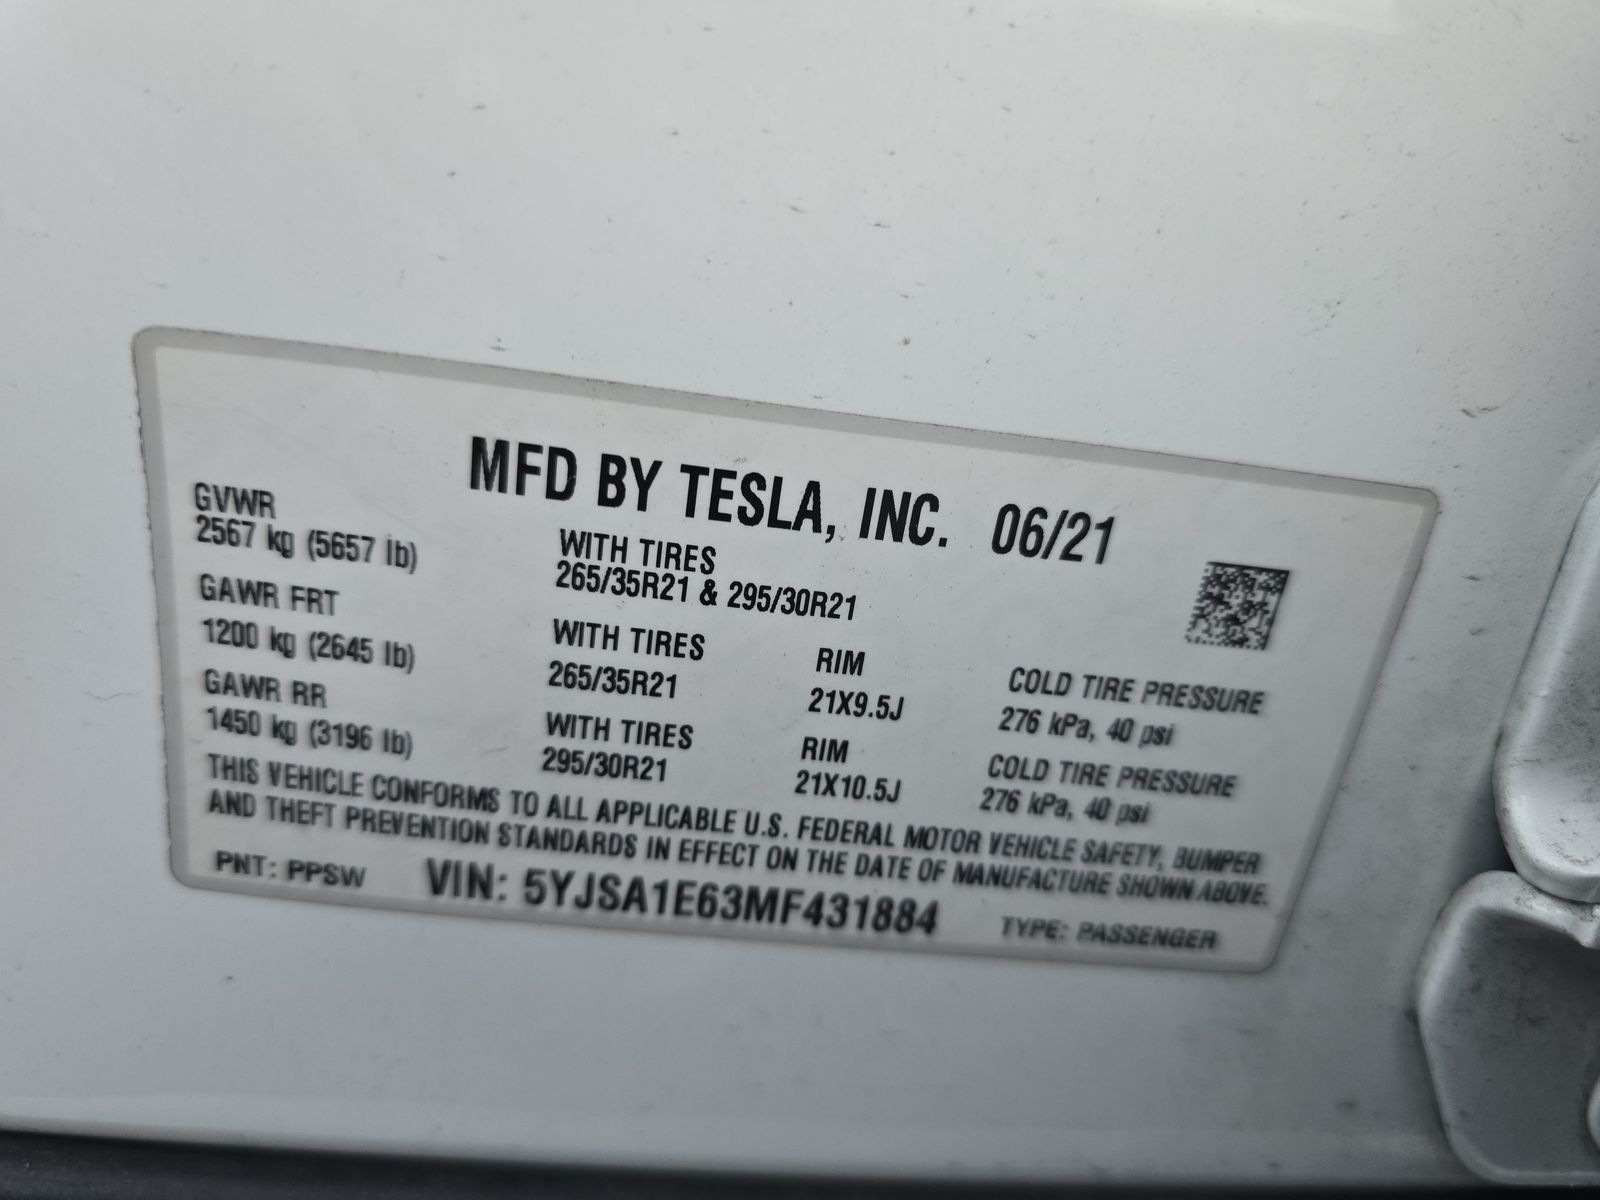 MFD BY TESLA, INC. 06/21
GVWR
2567 kg (5657 lb)
WITH TIRES
265/35R21 & 295/30R21
GAWR FRT
1200 kg (2645 lb)
WITH TIRES
265/35R21
RIM
21X9.5J
COLD TIRE PRESSURE
276 kPa, 40 psi
GAWR RR
1450 kg (3196 lb)
WITH TIRES
295/30R21
RIM
21X10.5J
COLD TIRE PRESSURE
276 kPa, 40 psi
THIS VEHICLE CONFORMS TO ALL APPLICABLE U.S. FEDERAL MOTOR VEHICLE SAFETY, BUMPER
AND THEFT PREVENTION STANDARDS IN EFFECT ON THE DATE OF MANUFACTURE SHOWN ABOVE.
PNT: PPSW VIN: 5YJSA1E63MF431884 TYPE: PASSENGER